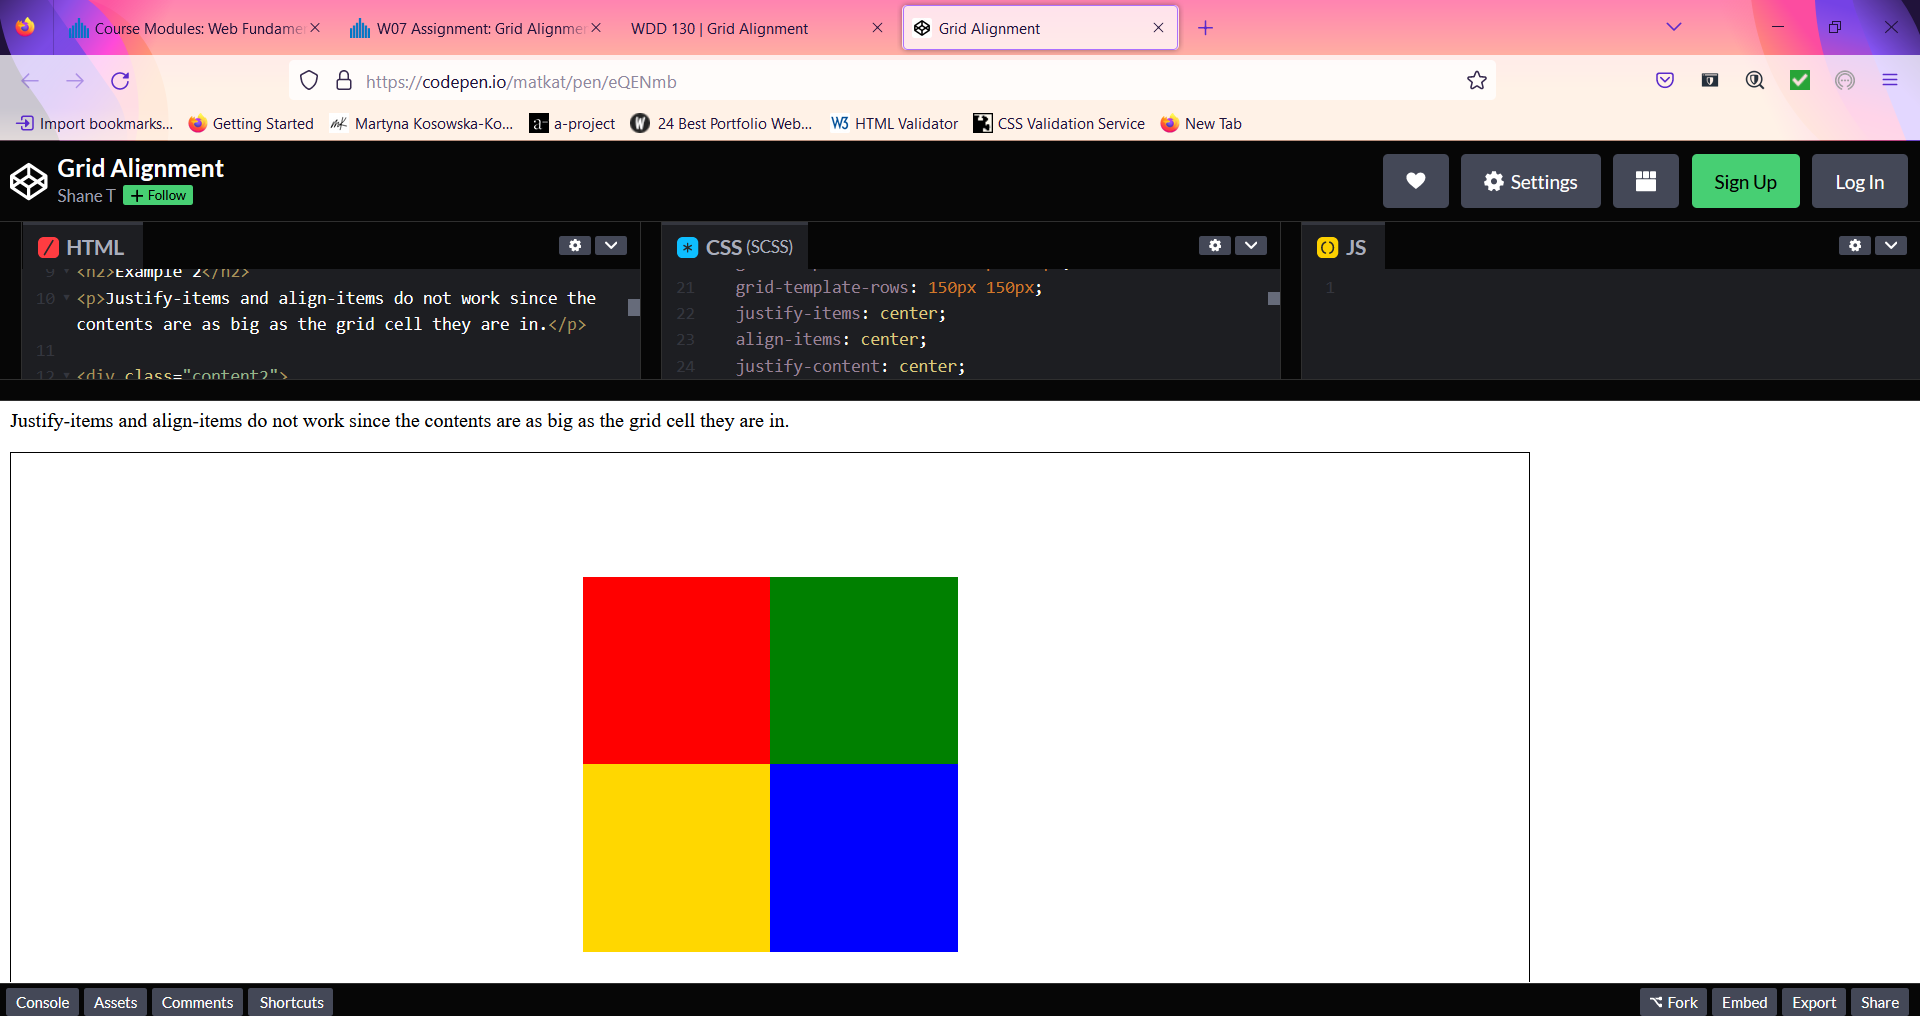 Course Modules: Web Fundame
W07 Assignment: Grid Alignme
WDD 130 | Grid Alignment
Grid Alignment
https://codepen.io/matkat/pen/eQENmb
Import bookmarks...
Getting Started
Martyna Kosowska-Ko...
a-project
24 Best Portfolio Web...
HTML Validator
CSS Validation Service
New Tab
Grid Alignment
Shane T
+ Follow
Settings
Sign Up
Log In
HTML
9 <h2>Example 2</h2>
10 <p>Justify-items and align-items do not work since the
contents are as big as the grid cell they are in.</p>
11
12 <div class="content2">
CSS (SCSS)
21 grid-template-rows: 150px 150px;
22 justify-items: center;
23 align-items: center;
24 justify-content: center;
JS
1
Justify-items and align-items do not work since the contents are as big as the grid cell they are in.
Console
Assets
Comments
Shortcuts
Fork
Embed
Export
Share